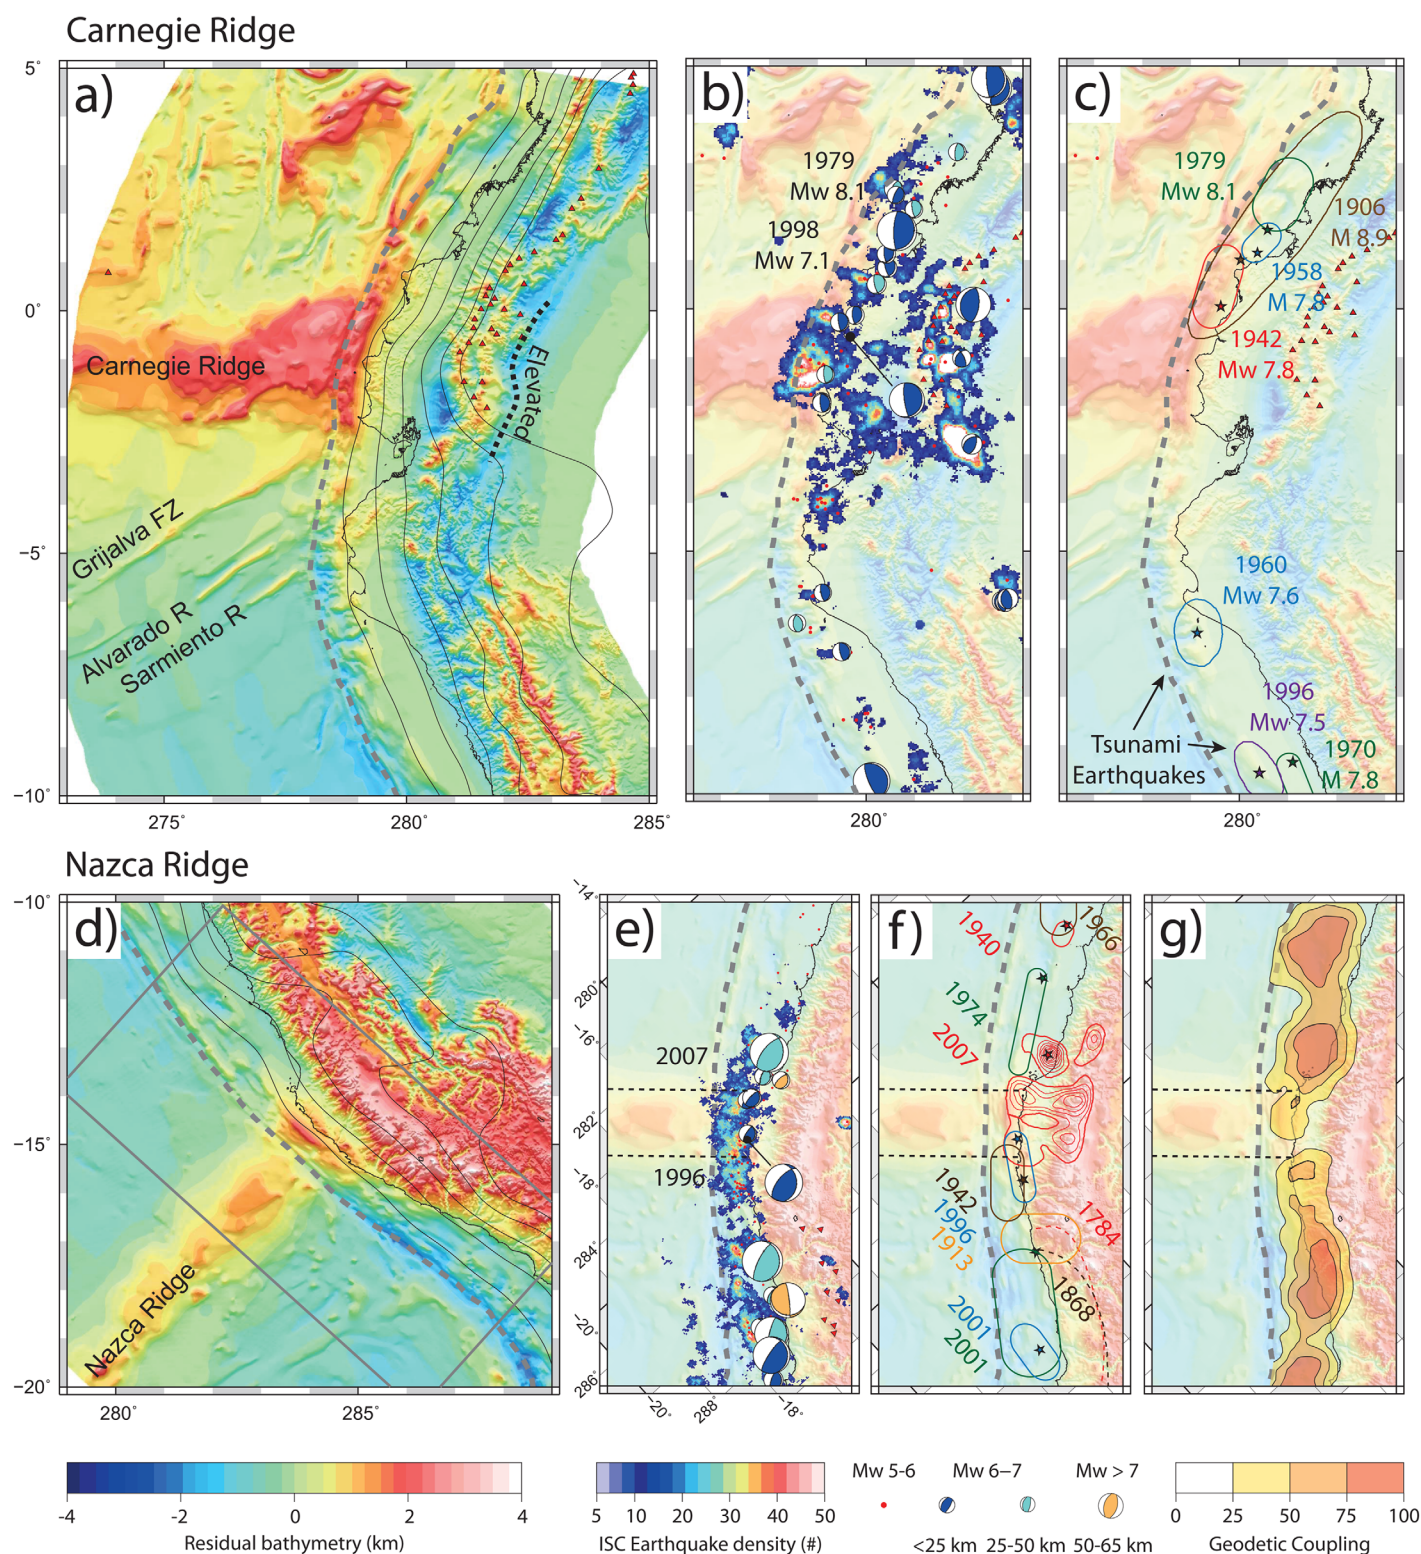 Carnegie Ridge
5°
0°
−5°
−10°
a)
Carnegie Ridge
Elevated
Grijalva FZ
Alvarado R
Sarmiento R
275°
280°
285°
b)
1979
Mw 8.1
1998
Mw 7.1
280°
c)
1979
Mw 8.1
1906
M 8.9
1958
M 7.8
1942
Mw 7.8
1960
Mw 7.6
1996
Mw 7.5
Tsunami
Earthquakes
1970
M 7.8
280°
Nazca Ridge
−10°
−15°
−20°
d)
Nazca Ridge
280°
285°
e)
−14°
280°
−16°
2007
282°
1996
284°
−20°
286°
−20°
288°
−18°
f)
1940
1966
1974
2007
1942
1996
1913
1784
1868
2001
2001
g)
-4
-2
0
2
4
Residual bathymetry (km)
5
10
20
30
40
50
ISC Earthquake density (#)
Mw 5-6
Mw 6−7
Mw > 7
<25 km
25-50 km
50-65 km
0
25
50
75
100
Geodetic Coupling